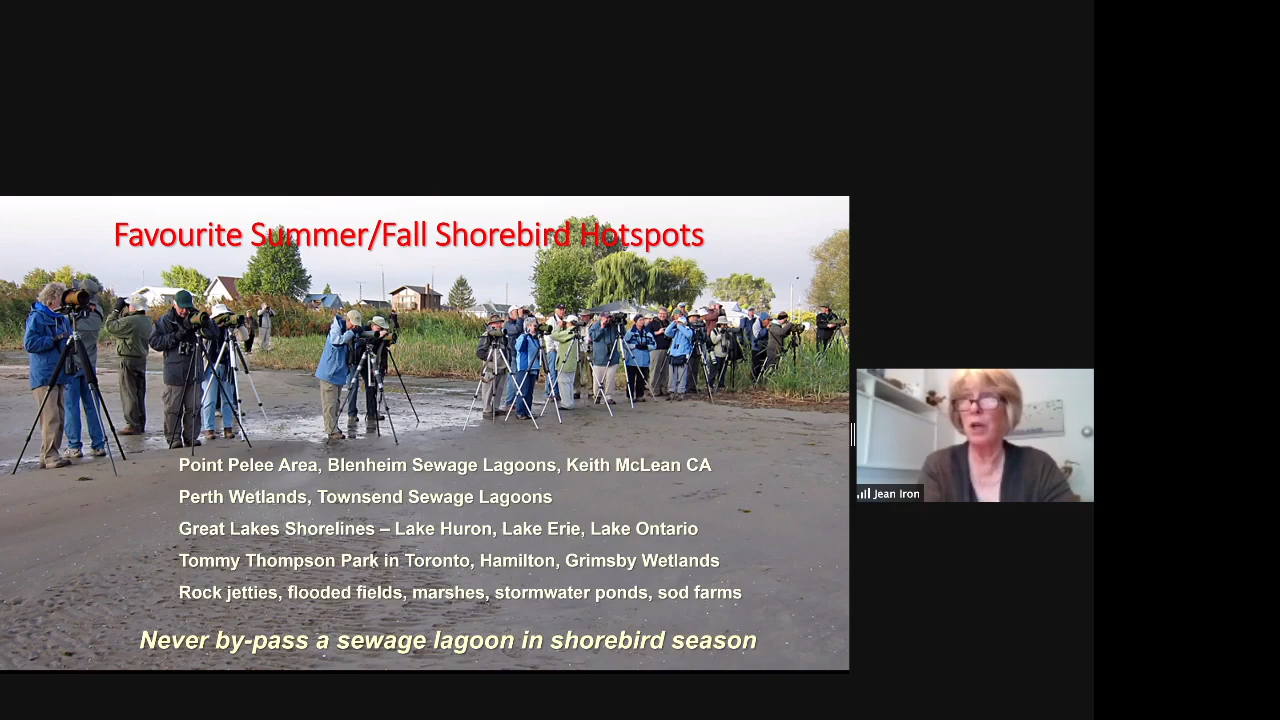 Favourite Summer/Fall Shorebird Hotspots
Point Pelee Area, Blenheim Sewage Lagoons, Keith McLean CA
Perth Wetlands, Townsend Sewage Lagoons
Great Lakes Shorelines – Lake Huron, Lake Erie, Lake Ontario
Tommy Thompson Park in Toronto, Hamilton, Grimsby Wetlands
Rock jetties, flooded fields, marshes, stormwater ponds, sod farms
Never by-pass a sewage lagoon in shorebird season
Jean Iron